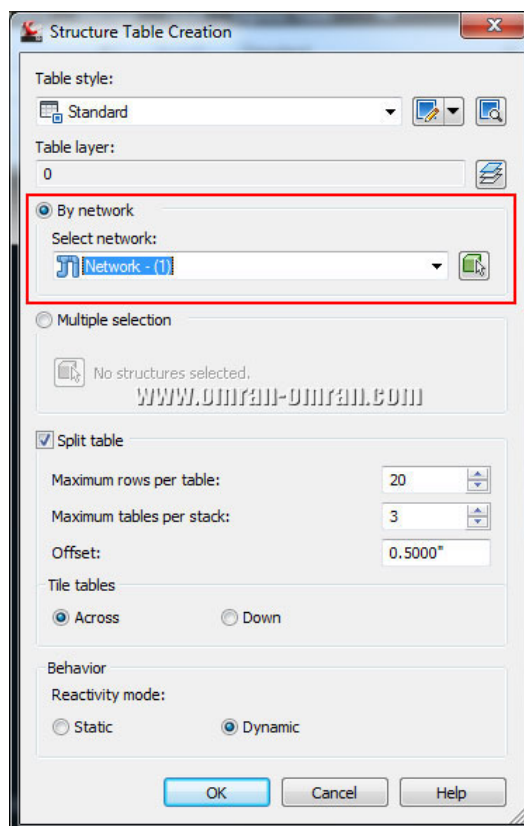 Structure Table Creation
Table style:
Standard
Table layer:
0
By network
Select network:
Network - (1)
Multiple selection
No structures selected.
www.omran-omran.com
Split table
Maximum rows per table:
20
Maximum tables per stack:
3
Offset:
0.5000"
Tile tables
Across
Down
Behavior
Reactivity mode:
Static
Dynamic
OK
Cancel
Help